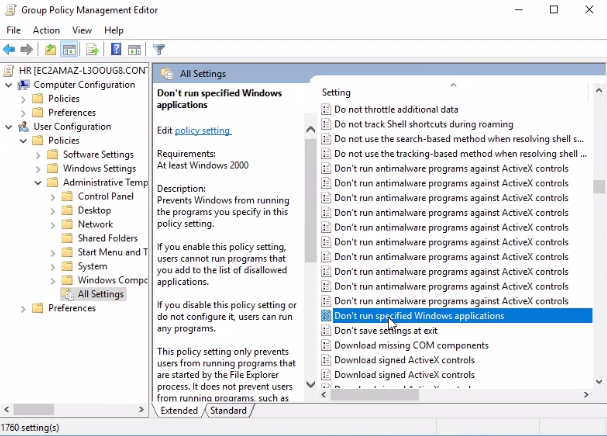 Group Policy Management Editor
File Action View Help
HR [EC2AMAZ-L3OOUG8.CONT
Computer Configuration
Policies
Preferences
User Configuration
Policies
Software Settings
Windows Settings
Administrative Temp
Control Panel
Desktop
Network
Shared Folders
Start Menu and T
System
Windows Compo
All Settings
Preferences
All Settings
Don't run specified Windows
applications
Edit policy setting
Requirements:
At least Windows 2000
Description:
Prevents Windows from running
the programs you specify in this
policy setting.
If you enable this policy setting,
users cannot run programs that
you add to the list of disallowed
applications.
If you disable this policy setting or
do not configure it, users can run
any programs.
This policy setting only prevents
users from running programs that
are started by the File Explorer
process. It does not prevent users
from running programs, such as
Setting
Do not throttle additional data
Do not track Shell shortcuts during roaming
Do not use the search-based method when resolving shell s...
Do not use the tracking-based method when resolving shell ...
Don't run antimalware programs against ActiveX controls
Don't run antimalware programs against ActiveX controls
Don't run antimalware programs against ActiveX controls
Don't run antimalware programs against ActiveX controls
Don't run antimalware programs against ActiveX controls
Don't run antimalware programs against ActiveX controls
Don't run antimalware programs against ActiveX controls
Don't run antimalware programs against ActiveX controls
Don't run antimalware programs against ActiveX controls
Don't run antimalware programs against ActiveX controls
Don't run specified Windows applications
Don't save settings at exit
Download missing COM components
Download signed ActiveX controls
Download signed ActiveX controls
Download signed ActiveX controls
Extended Standard
1760 setting(s)